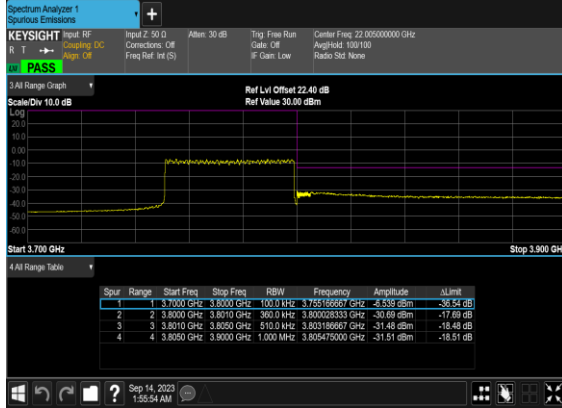 Spectrum Analyzer 1
Spurious Emissions
+
KEYSIGHT Input: RF Input Z: 50 Ω Atten: 30 dB Trig: Free Run Center Freq: 22.005000000 GHz
R T Coupling: DC Corrections: Off Gate: Off Avg|Hold: 100/100
Align: Off Freq Ref: Int (S) IF Gain: Low Radio Std: None
PASS
3 All Range Graph
Ref Lvl Offset 22.40 dB
Scale/Div 10.0 dB Ref Value 30.00 dBm
Log
20.0
10.0
0.00
-10.0
-20.0
-30.0
-40.0
-50.0
-60.0
Start 3.700 GHz Stop 3.900 GH
4 All Range Table
Spur Range Start Freq Stop Freq RBW Frequency Amplitude ΔLimit
1 1 3.7000 GHz 3.8000 GHz 100.0 kHz 3.755166667 GHz -6.539 dBm -36.54 dB
2 2 3.8000 GHz 3.8010 GHz 360.0 kHz 3.800028333 GHz -30.69 dBm -17.69 dB
3 3 3.8010 GHz 3.8050 GHz 510.0 kHz 3.803186667 GHz -31.48 dBm -18.48 dB
4 4 3.8050 GHz 3.9000 GHz 1.000 MHz 3.805475000 GHz -31.51 dBm -18.51 dB
? Sep 14, 2023
1:55:54 AM